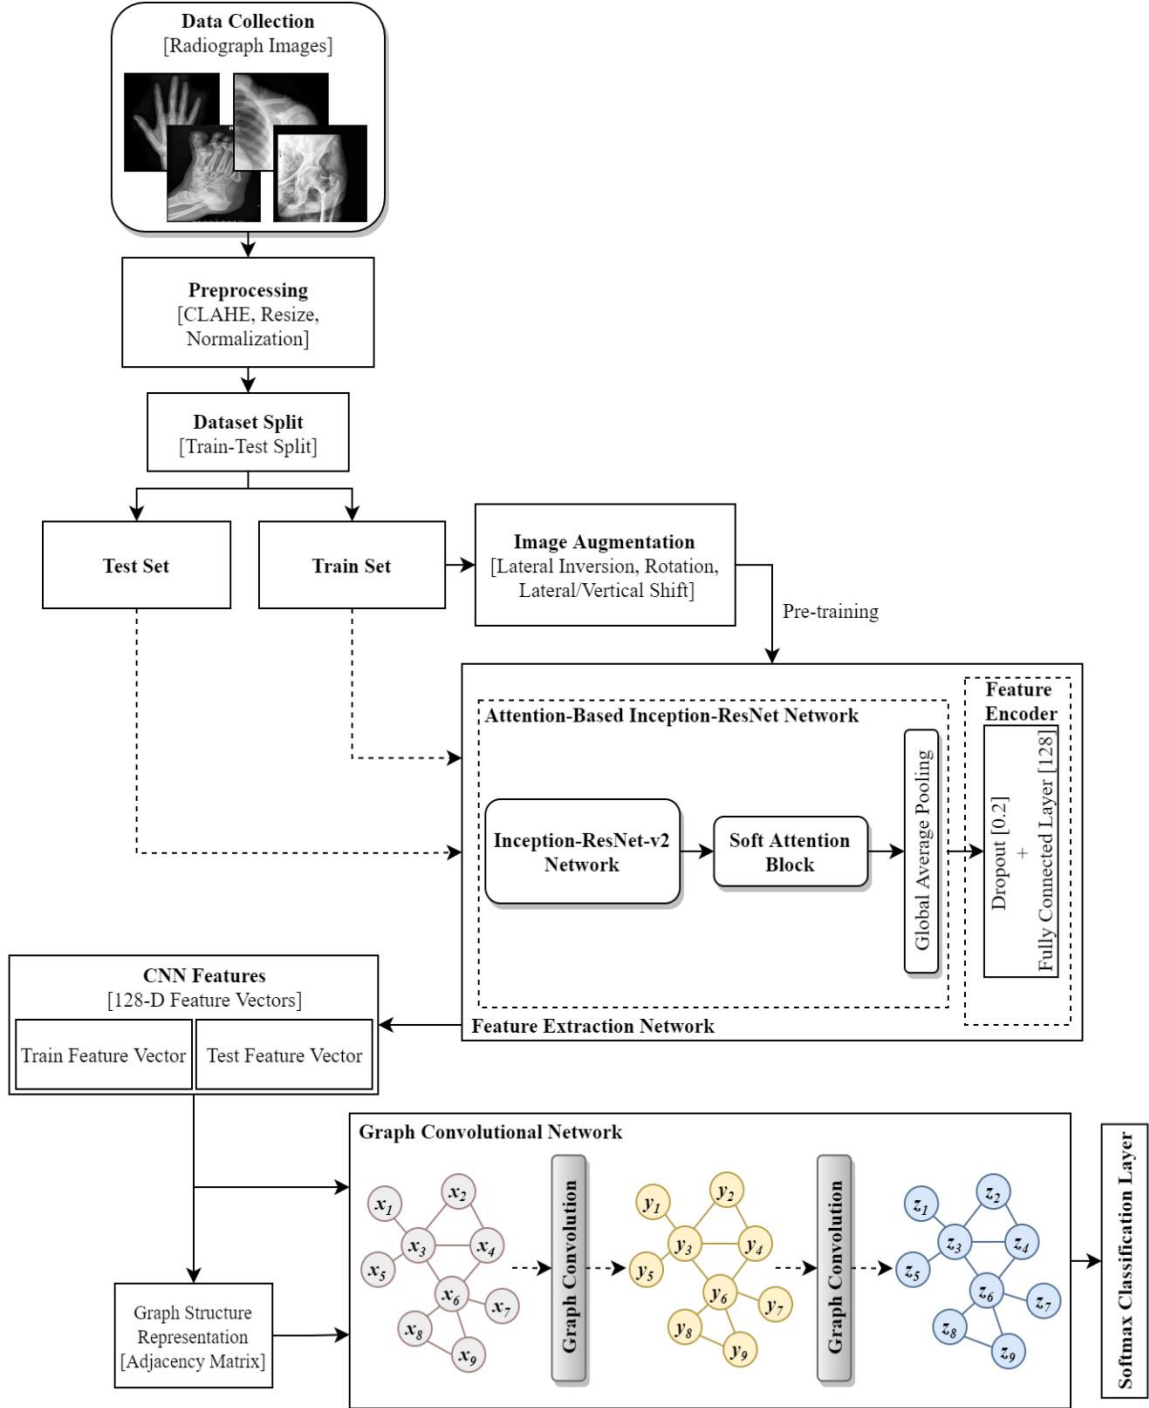 Data Collection
[Radiograph Images]
Preprocessing
[CLAHE, Resize,
Normalization]
Dataset Split
[Train-Test Split]
Test Set
Train Set
Image Augmentation
[Lateral Inversion, Rotation,
Lateral/Vertical Shift]
Pre-training
Attention-Based Inception-ResNet Network
Inception-ResNet-v2
Network
Soft Attention
Block
Global Average Pooling
Feature
Encoder
Dropout [0.2]
+
Fully Connected Layer [128]
Feature Extraction Network
CNN Features
[128-D Feature Vectors]
Train Feature Vector
Test Feature Vector
Graph Structure
Representation
[Adjacency Matrix]
Graph Convolutional Network
x1
x2
x3
x4
x5
x6
x7
x8
x9
Graph Convolution
y1
y2
y3
y4
y5
y6
y7
y8
y9
Graph Convolution
z1
z2
z3
z4
z5
z6
z7
z8
z9
Softmax Classification Layer